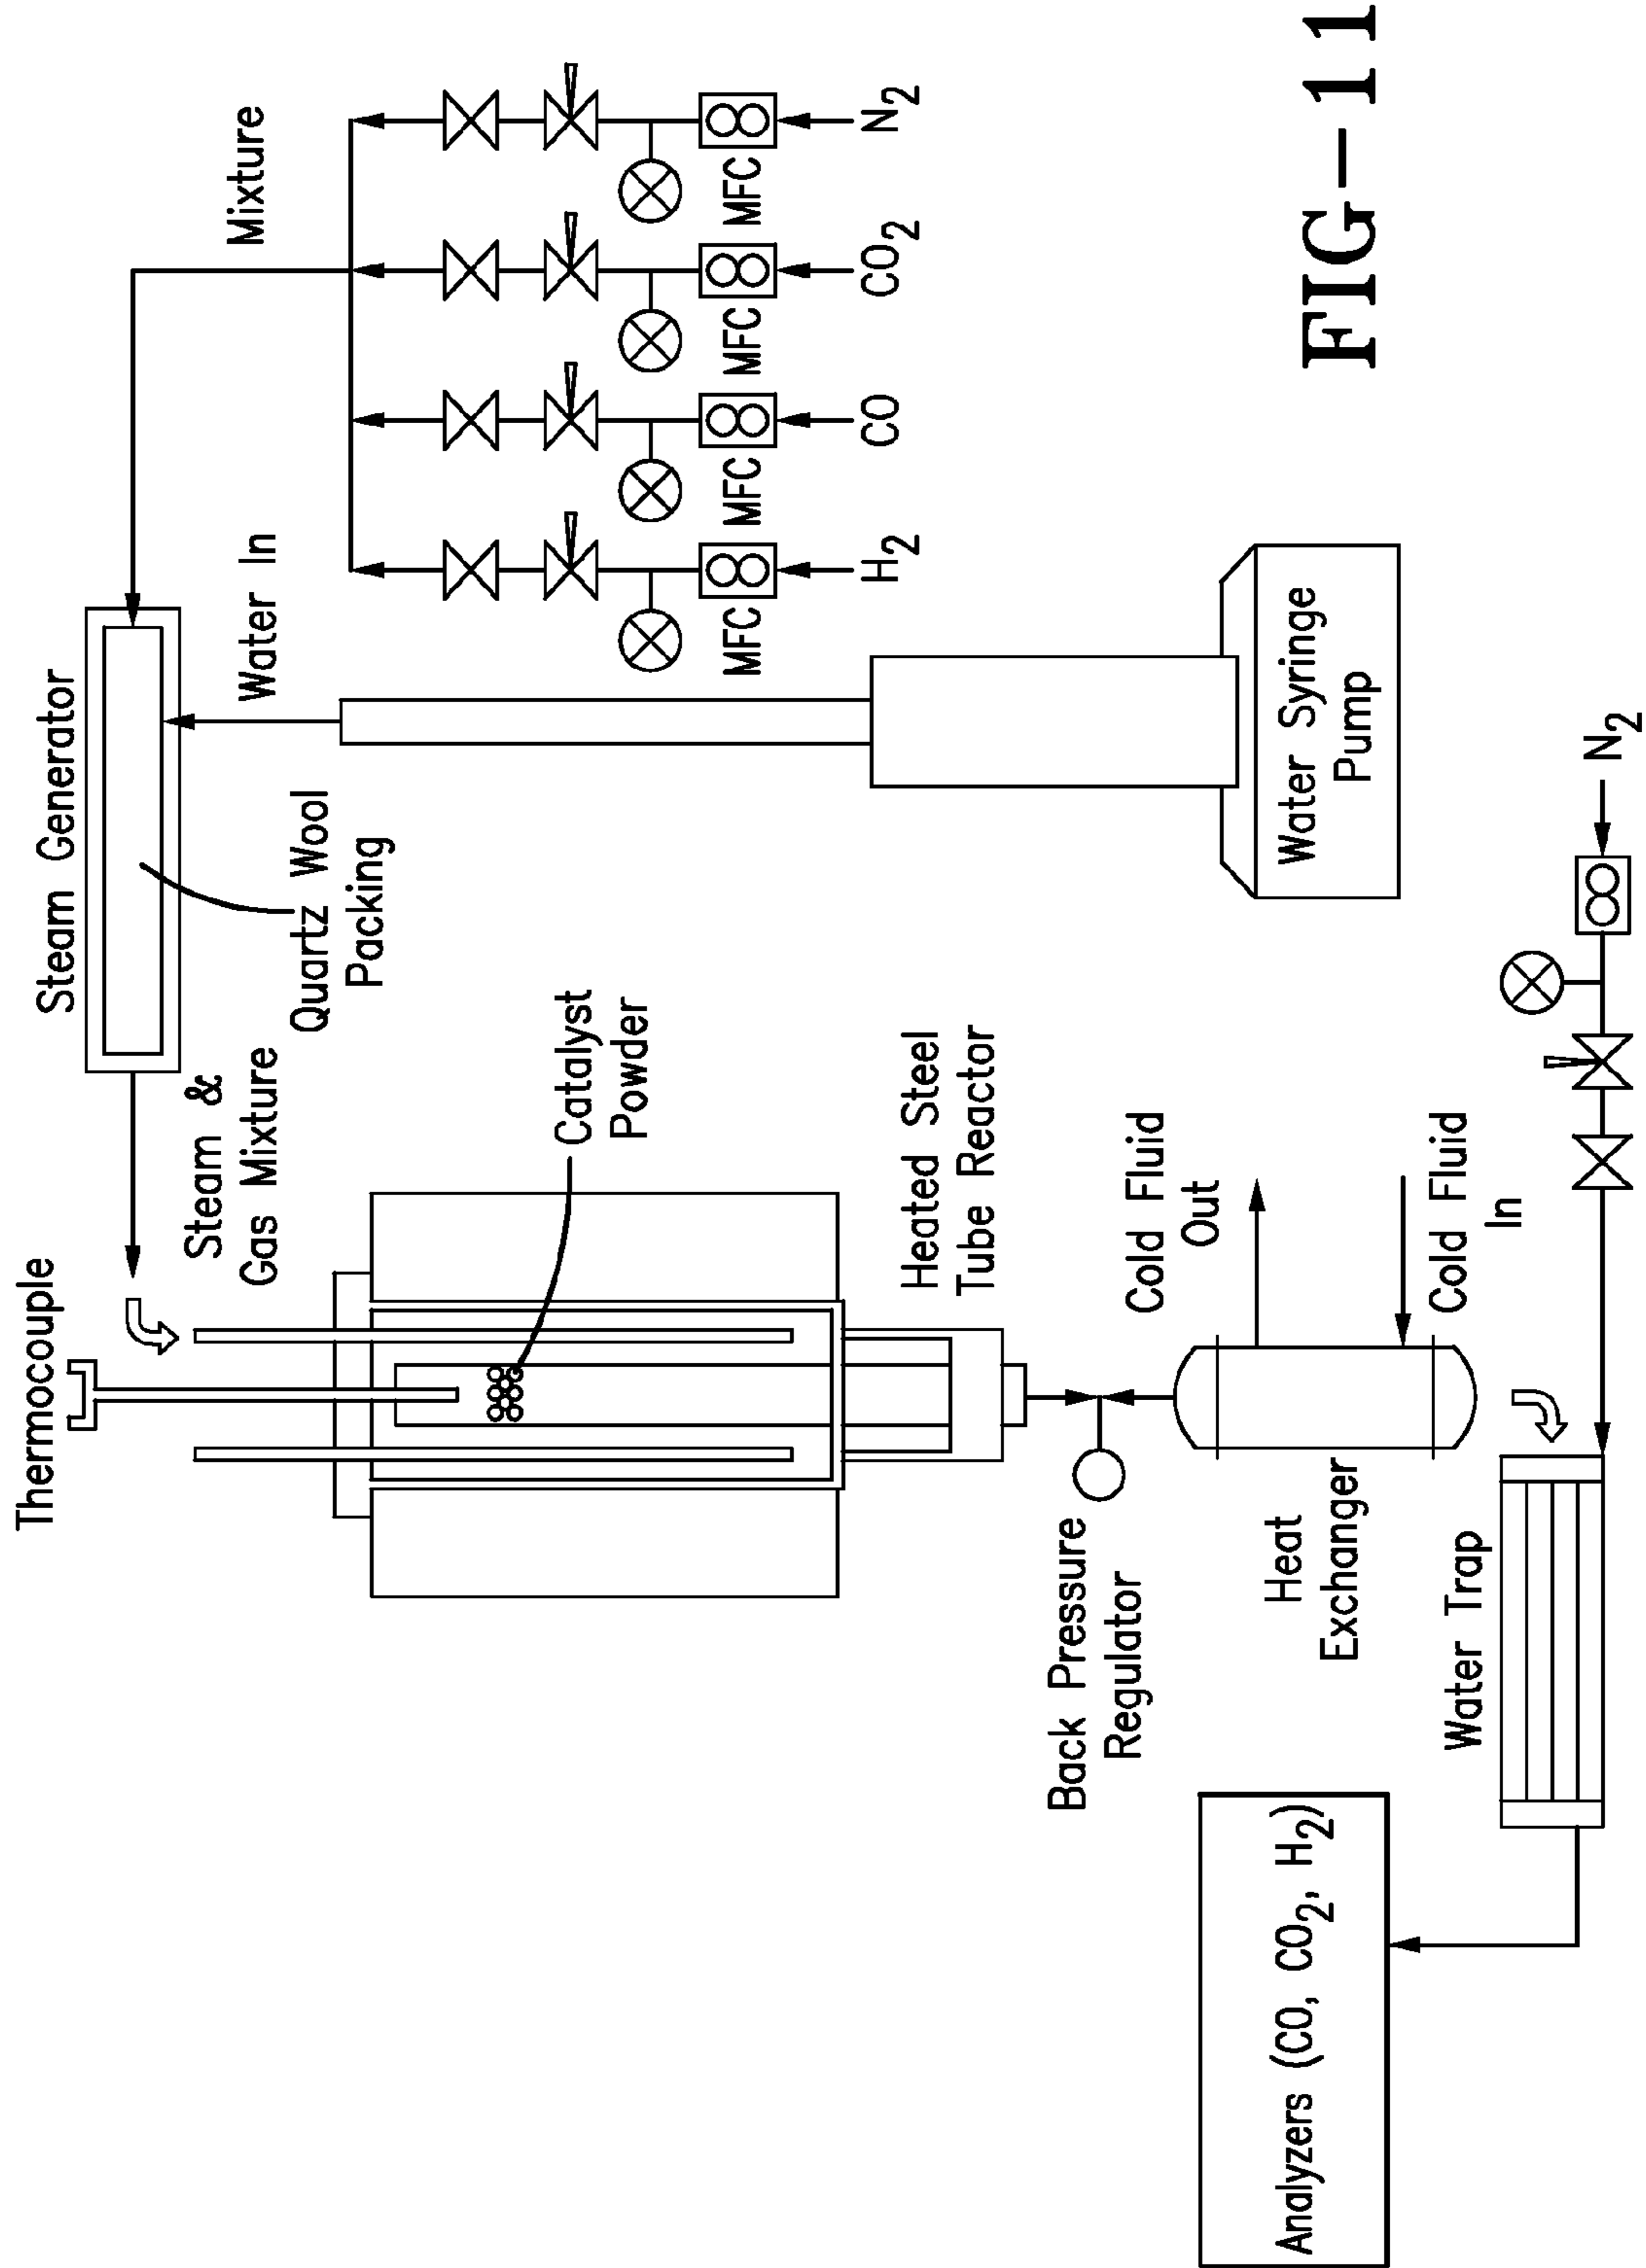 Thermocouple
Steam Generator
Steam &
Gas Mixture
Quartz Wool
Packing
Water In
Mixture
Catalyst
Powder
MFC
MFC
MFC
MFC
H2
CO
CO2
N2
Heated Steel
Tube Reactor
Water Syringe
Pump
Back Pressure
Regulator
Cold Fluid
Out
Heat
Exchanger
Cold Fluid
In
Water Trap
N2
Analyzers (CO, CO2, H2)
FIG-11